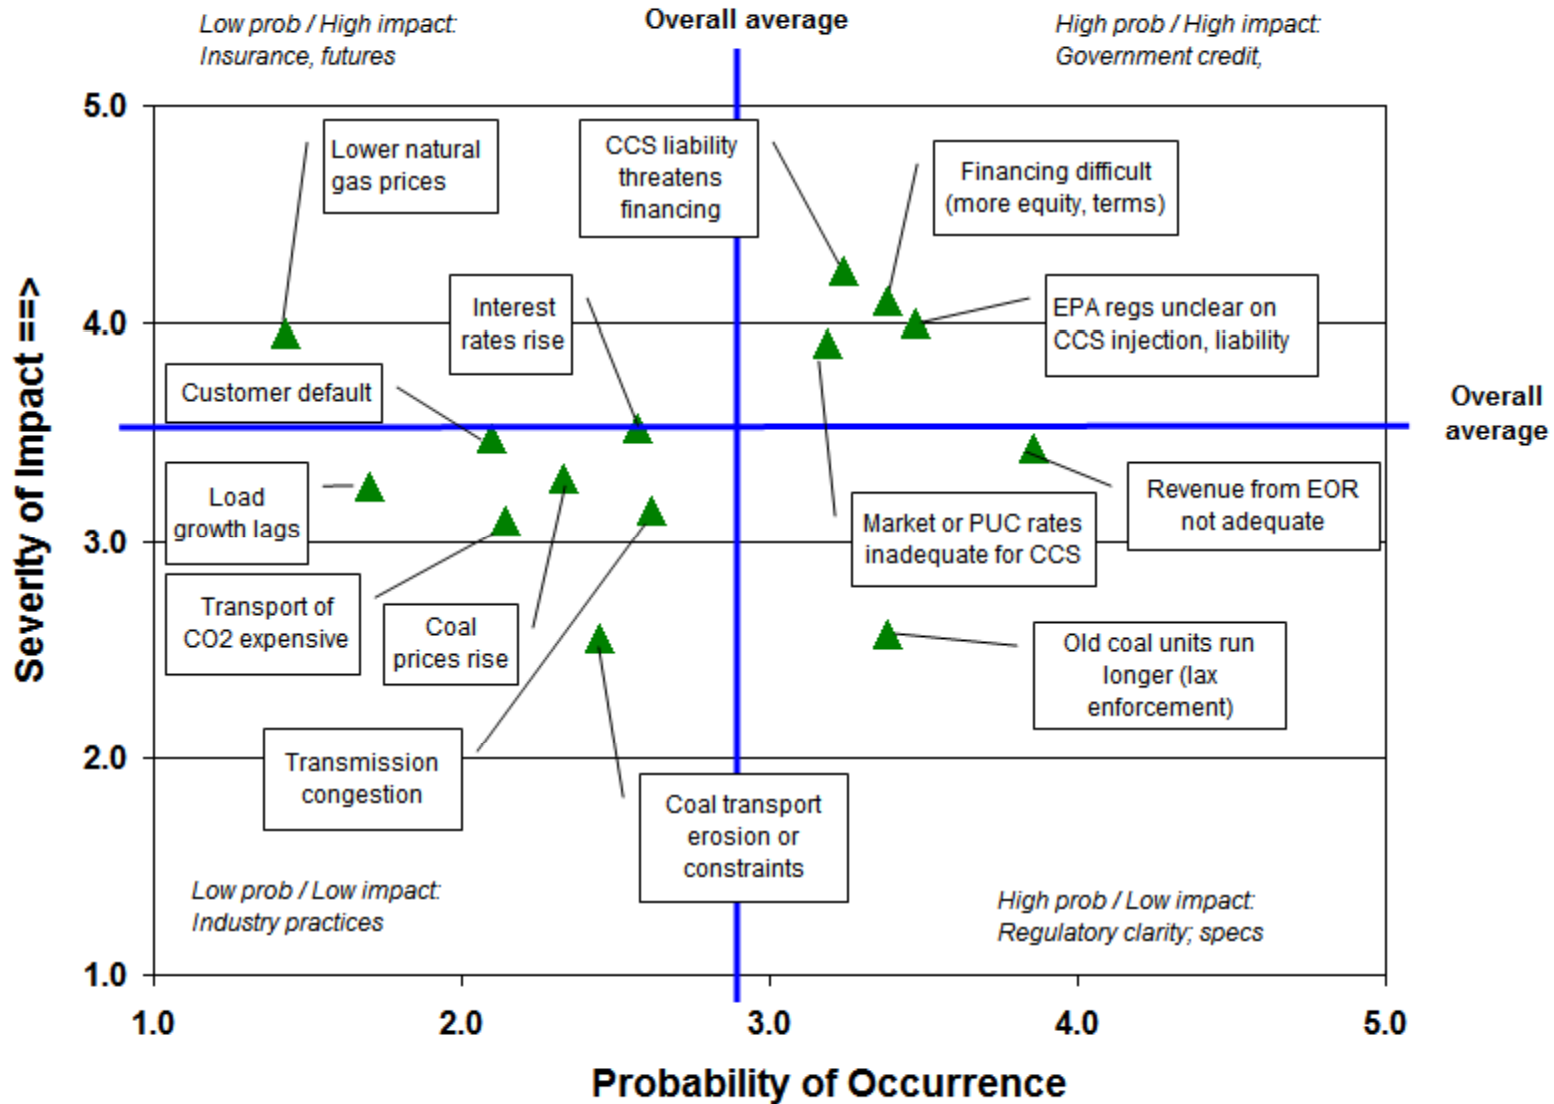 Low prob / High impact:
Insurance, futures
Overall average
High prob / High impact:
Government credit,
5.0
Lower natural
gas prices
CCS liability
threatens
financing
Financing difficult
(more equity, terms)
Interest
rates rise
EPA regs unclear on
CCS injection, liability
4.0
Customer default
Overall
average
Load
growth lags
Revenue from EOR
not adequate
Market or PUC rates
inadequate for CCS
3.0
Transport of
CO2 expensive
Coal
prices rise
Old coal units run
longer (lax
enforcement)
Severity of Impact ==>
2.0
Transmission
congestion
Coal transport
erosion or
constraints
Low prob / Low impact:
Industry practices
High prob / Low impact:
Regulatory clarity; specs
1.0
1.0
2.0
3.0
4.0
5.0
Probability of Occurrence